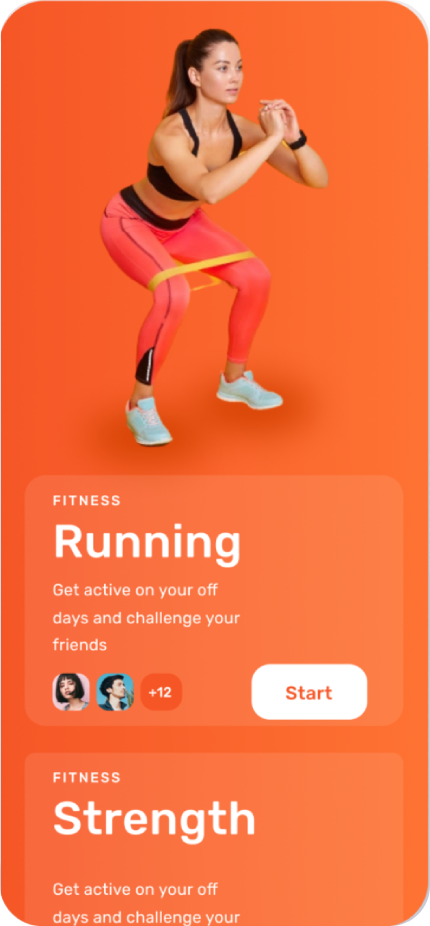 FITNESS
Running
Get active on your off
days and challenge your
friends
+12
Start
FITNESS
Strength
Get active on your off
days and challenge your